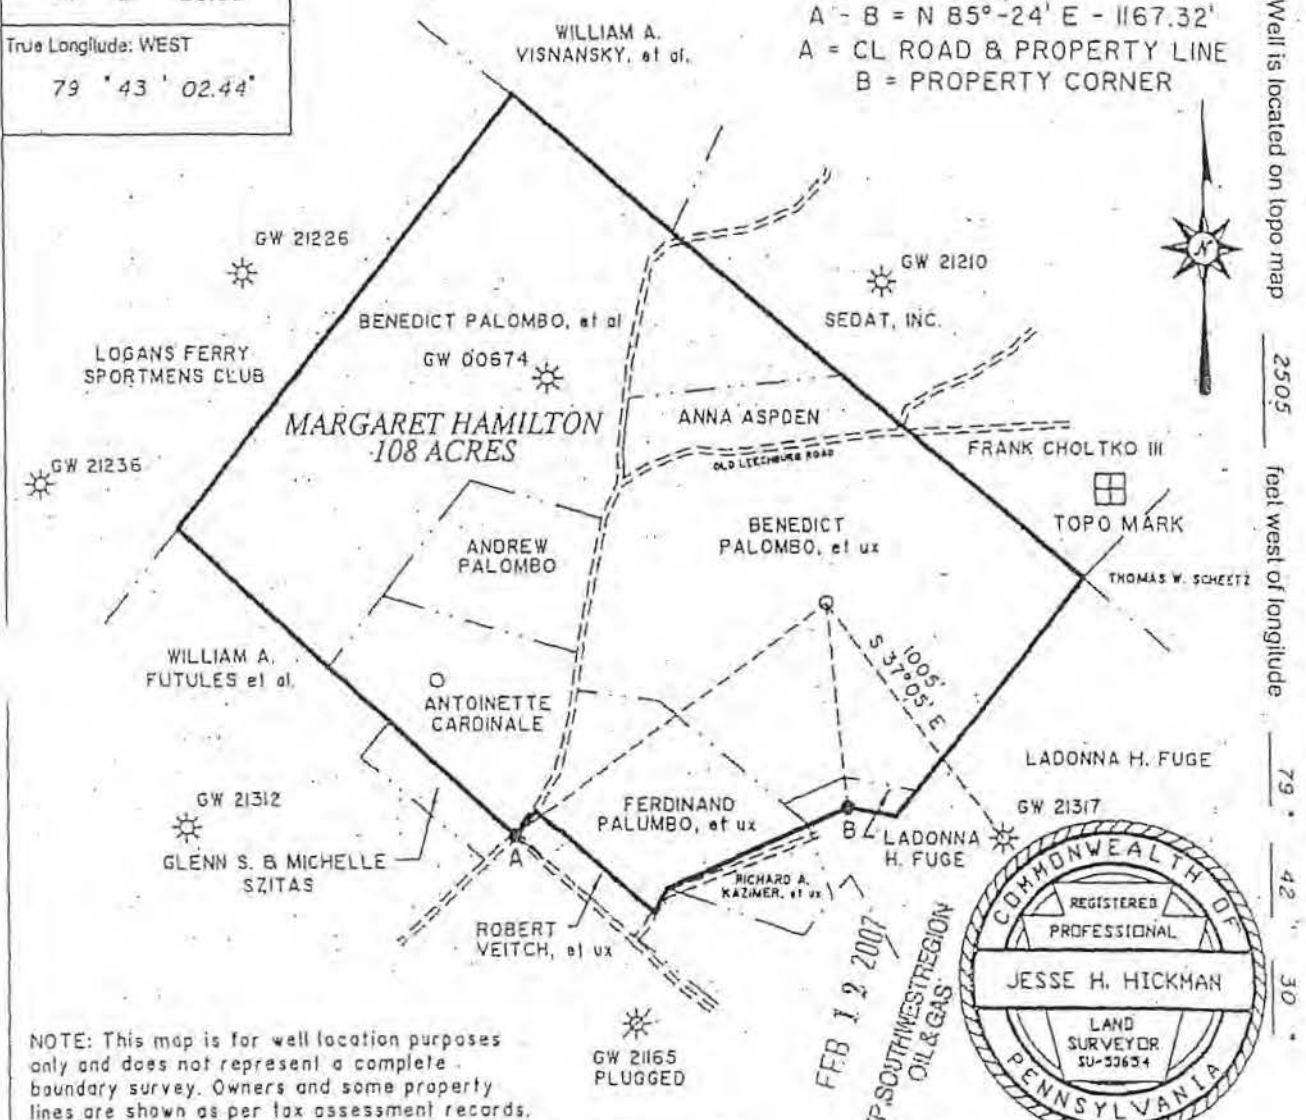 True Longitude: WEST
79 ° 43 ' 02.44"
A - B = N 85°-24' E - 1167.32'
A = CL ROAD & PROPERTY LINE
B = PROPERTY CORNER
WILLIAM A.
VISNANSKY, et al.
Well is located on topo map 2505 feet west of longitude 79 ° 42 ' 30 "
N
GW 21226
GW 21210
BENEDICT PALOMBO, et al
SEDAT, INC.
LOGANS FERRY
SPORTMENS CLUB
GW 00674
MARGARET HAMILTON
108 ACRES
ANNA ASPDEN
OLD LEECHBURG ROAD
FRANK CHOLTKO III
GW 21236
TOPO MARK
ANDREW
PALOMBO
BENEDICT
PALOMBO, et ux
THOMAS W. SCHEETZ
WILLIAM A.
FUTULES et al.
1005'
S 37°05' E
ANTOINETTE
CARDINALE
LADONNA H. FUGE
GW 21312
FERDINAND
PALUMBO, et ux
GW 21317
A
B
LADONNA
H. FUGE
GLENN S. & MICHELLE
SZITAS
RICHARD A.
KAZIMER, et ux
ROBERT
VEITCH, et ux
FEB 12 2007
P. SOUTHWEST REGION
OIL & GAS
COMMONWEALTH OF
REGISTERED
PROFESSIONAL
JESSE H. HICKMAN
LAND
SURVEYOR
SU-53634
PENNSYLVANIA
GW 21165
PLUGGED
NOTE: This map is for well location purposes
only and does not represent a complete
boundary survey. Owners and some property
lines are shown as per tax assessment records.